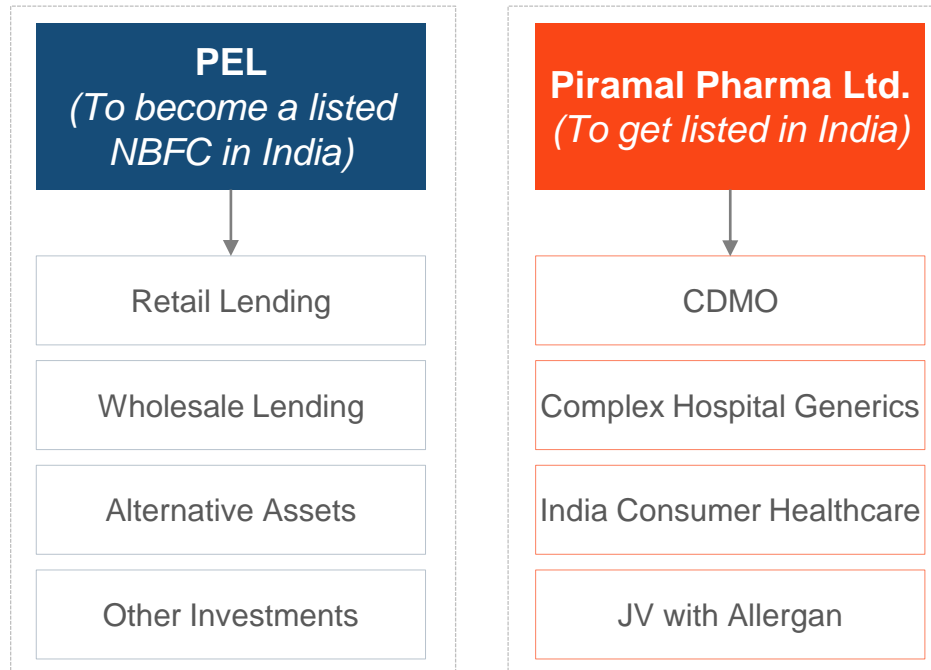 PEL
(To become a listed
NBFC in India)
Retail Lending
Wholesale Lending
Alternative Assets
Other Investments
Piramal Pharma Ltd.
(To get listed in India)
CDMO
Complex Hospital Generics
India Consumer Healthcare
JV with Allergan